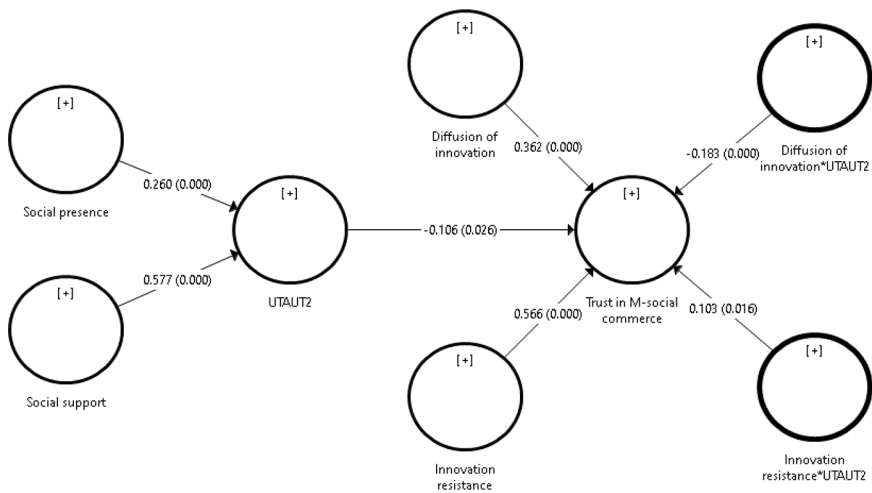 [+]
Diffusion of
innovation
[+]
Diffusion of
innovation*UTAUT2
[+]
Social presence
0.260 (0.000)
0.362 (0.000)
-0.183 (0.000)
[+]
UTAUT2
-0.106 (0.026)
[+]
Trust in M-social
commerce
[+]
Social support
0.577 (0.000)
0.566 (0.000)
0.103 (0.016)
[+]
Innovation
resistance
[+]
Innovation
resistance*UTAUT2